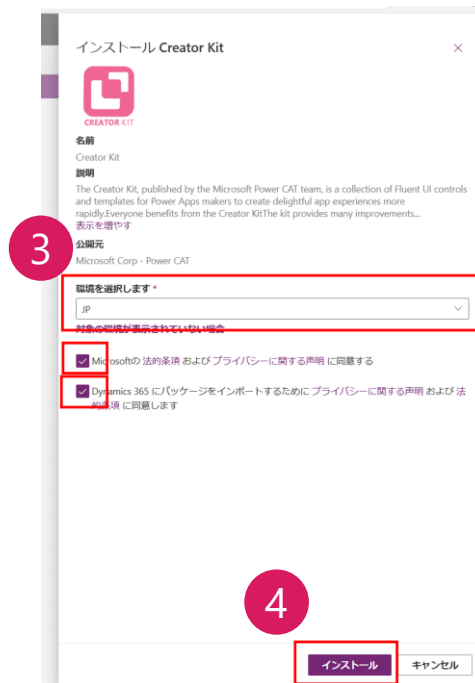 インストール Creator Kit
CREATOR KIT
名前
Creator Kit
説明
The Creator Kit, published by the Microsoft Power CAT team, is a collection of Fluent UI controls
and templates for Power Apps makers to create delightful app experiences more
rapidly.Everyone benefits from the Creator KitThe kit provides many improvements...
表示を増やす
3
公開元
Microsoft Corp - Power CAT
環境を選択します *
JP
対象の環境が表示されていない場合
Microsoftの 法的条項 および プライバシーに関する声明 に同意する
Dynamics 365 にパッケージをインポートするために プライバシーに関する声明 および 法
的条項 に同意します
4
インストール
キャンセル